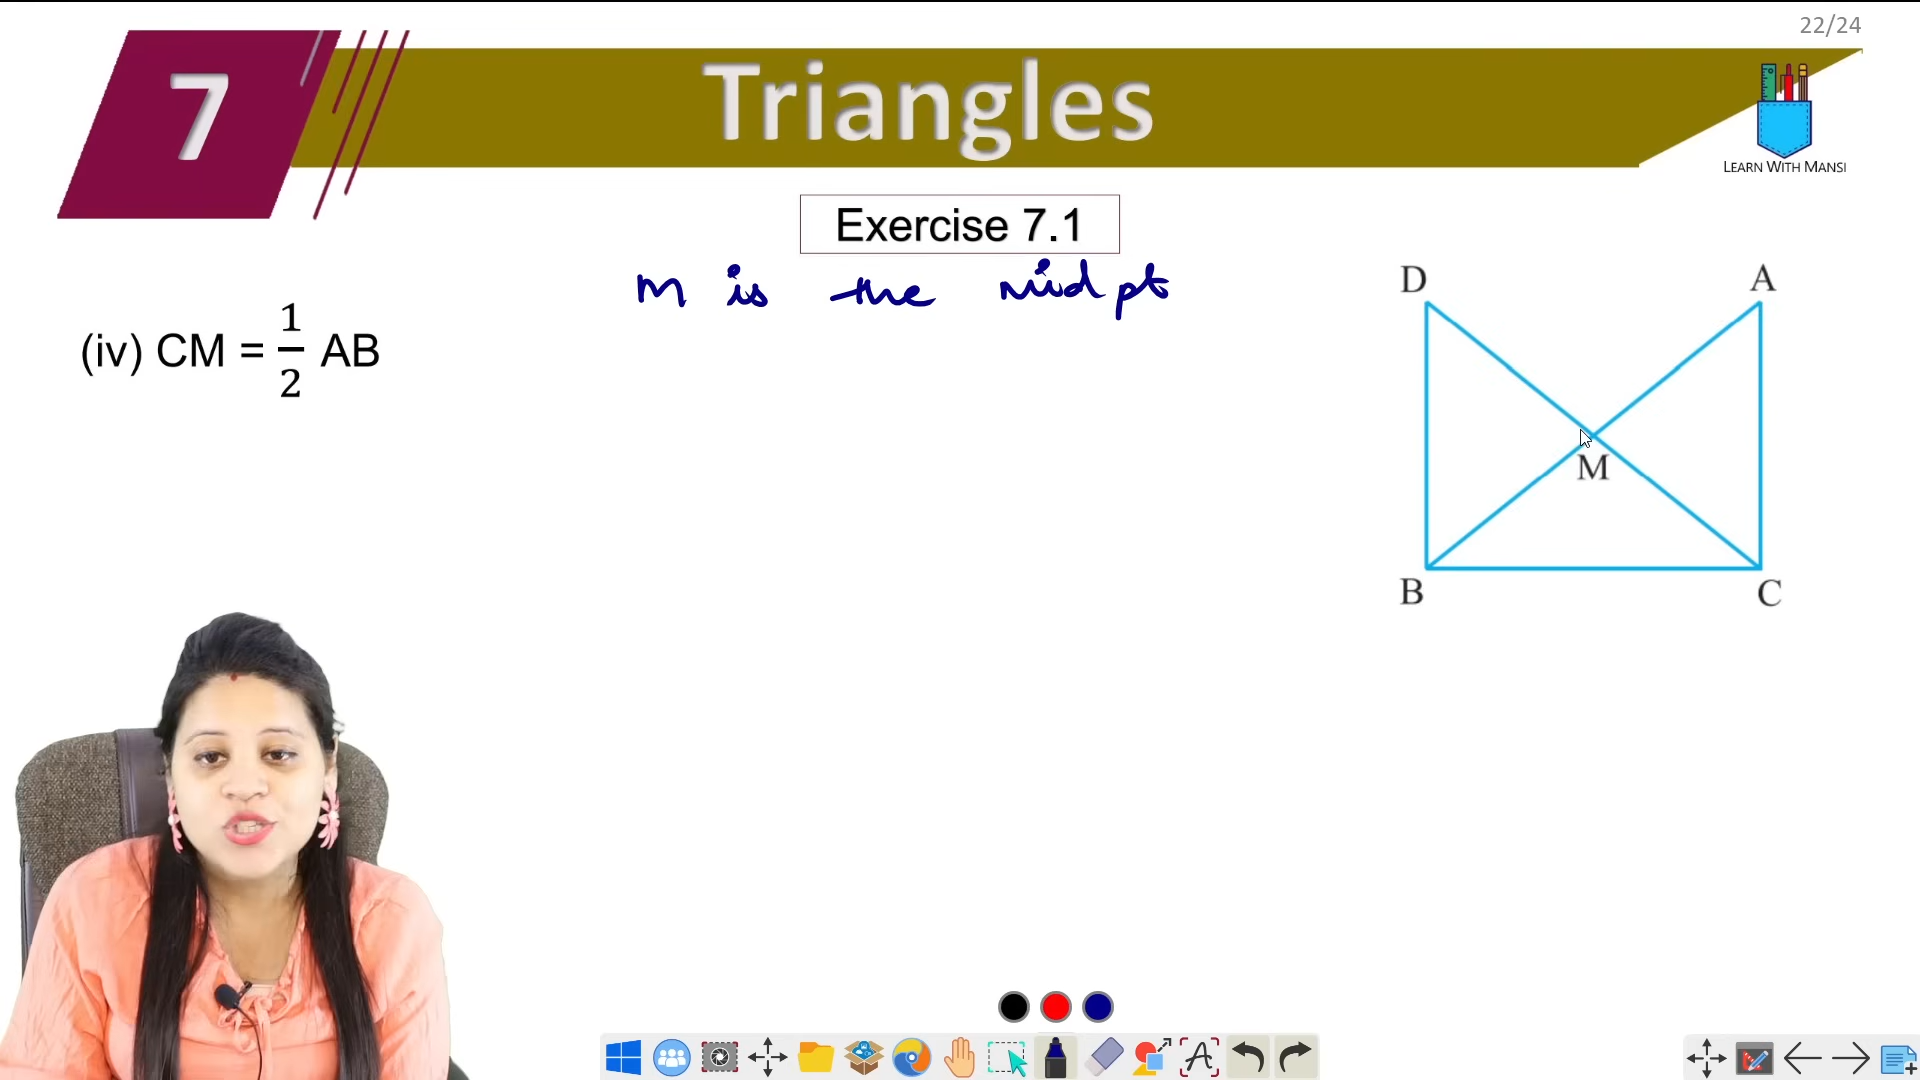 22/24
7
Triangles
LEARN WITH MANSI
Exercise 7.1
M is the mid pt
(iv) CM = 1/2 AB
D A
M
B C